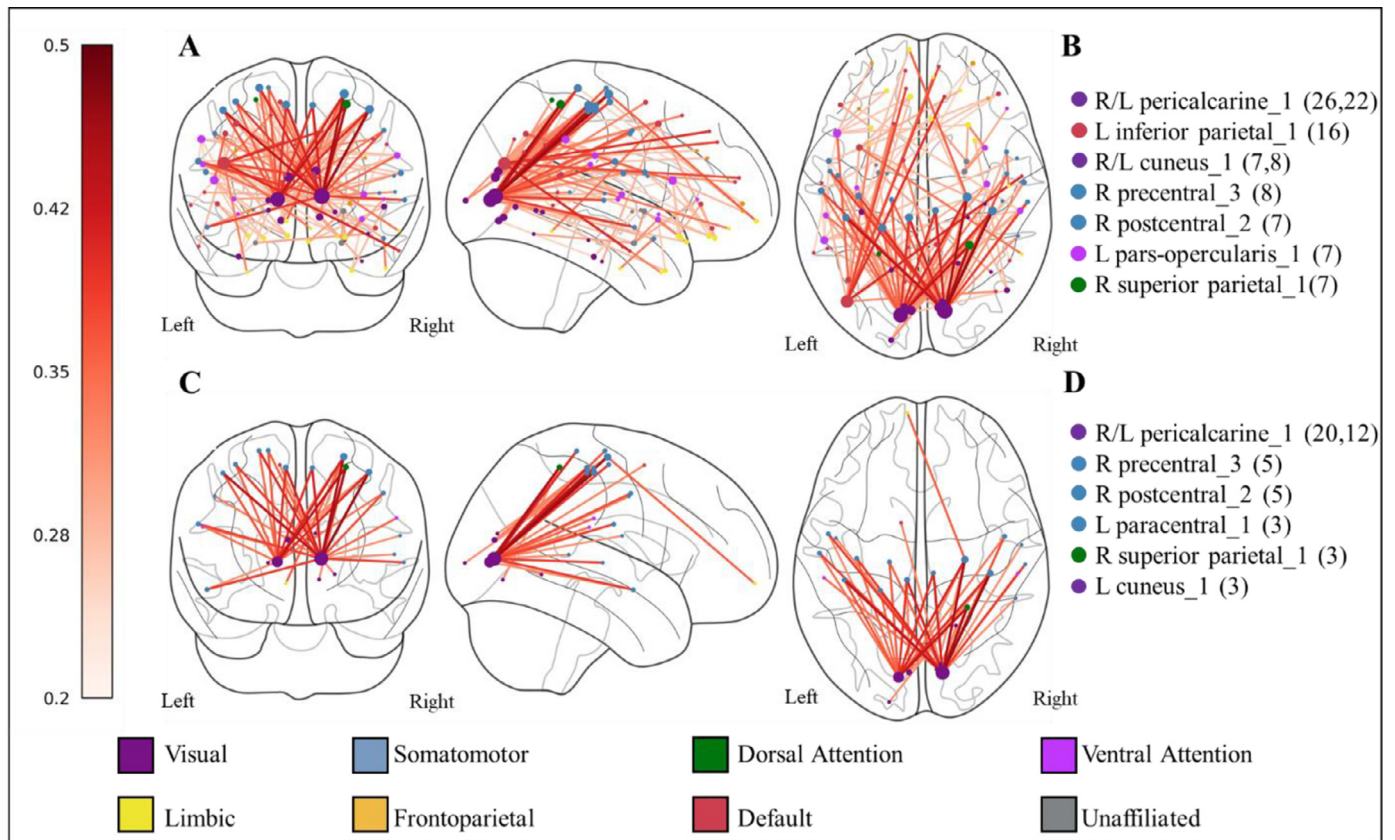 0.5
0.42
0.35
0.28
0.2
A
Left
Right
Left
Right
B
R/L pericalcarine_1 (26,22)
L inferior parietal_1 (16)
R/L cuneus_1 (7,8)
R precentral_3 (8)
R postcentral_2 (7)
L pars-opercularis_1 (7)
R superior parietal_1(7)
C
Left
Right
Left
Right
D
R/L pericalcarine_1 (20,12)
R precentral_3 (5)
R postcentral_2 (5)
L paracentral_1 (3)
R superior parietal_1 (3)
L cuneus_1 (3)
Visual
Somatomotor
Dorsal Attention
Ventral Attention
Limbic
Frontoparietal
Default
Unaffiliated